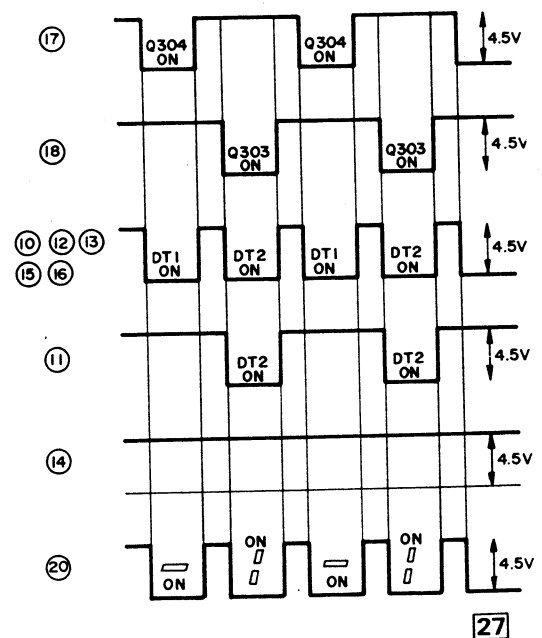 17 Q304 ON Q304 ON 4.5V
18 Q303 ON Q303 ON 4.5V
10 12 13
15 16
DT1 ON DT2 ON DT1 ON DT2 ON 4.5V
11 DT2 ON DT2 ON 4.5V
14 4.5V
20 ON ON ON ON 4.5V
27